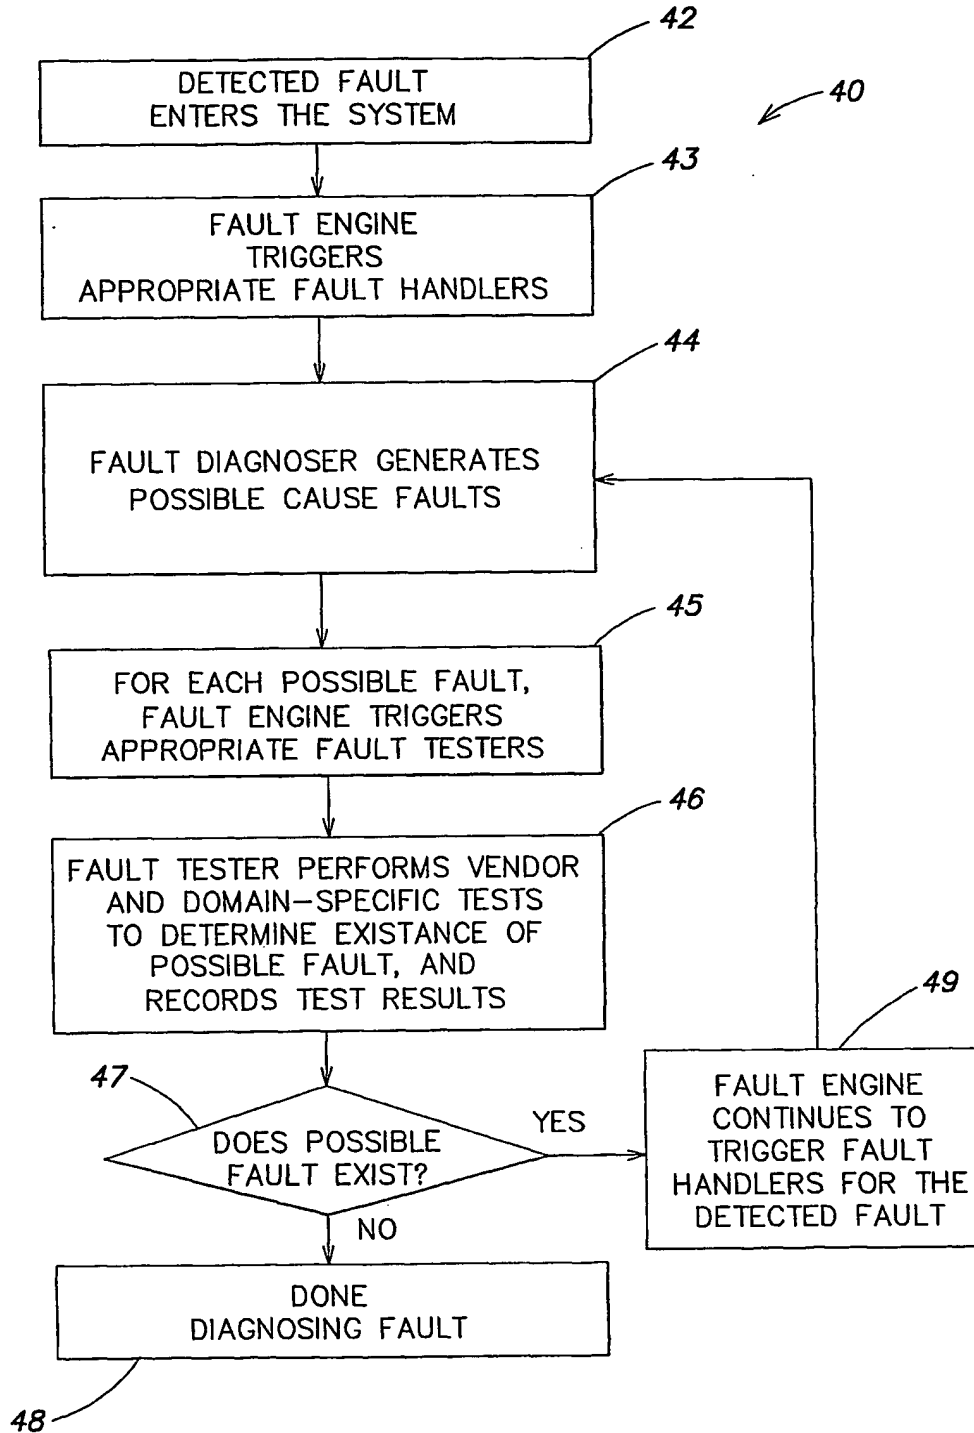 42
DETECTED FAULT
ENTERS THE SYSTEM
40
43
FAULT ENGINE
TRIGGERS
APPROPRIATE FAULT HANDLERS
44
FAULT DIAGNOSER GENERATES
POSSIBLE CAUSE FAULTS
45
FOR EACH POSSIBLE FAULT,
FAULT ENGINE TRIGGERS
APPROPRIATE FAULT TESTERS
46
FAULT TESTER PERFORMS VENDOR
AND DOMAIN-SPECIFIC TESTS
TO DETERMINE EXISTANCE OF
POSSIBLE FAULT, AND
RECORDS TEST RESULTS
47
DOES POSSIBLE
FAULT EXIST?
YES
49
FAULT ENGINE
CONTINUES TO
TRIGGER FAULT
HANDLERS FOR THE
DETECTED FAULT
NO
DONE
DIAGNOSING FAULT
48